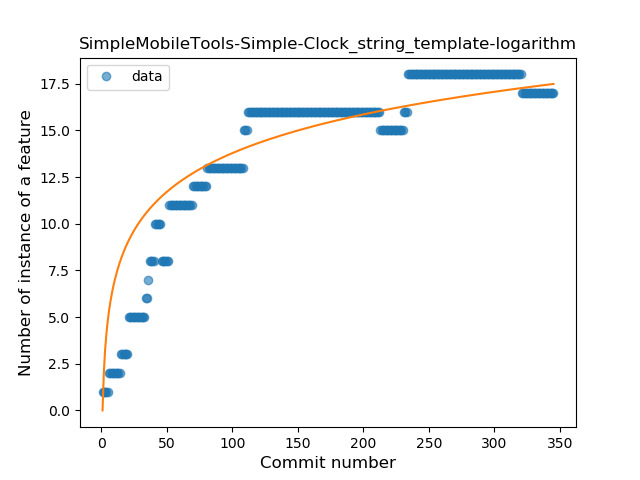 SimpleMobileTools-Simple-Clock_string_template-logarithm
data
Number of instance of a feature
17.5
15.0
12.5
10.0
7.5
5.0
2.5
0.0
0 50 100 150 200 250 300 350
Commit number